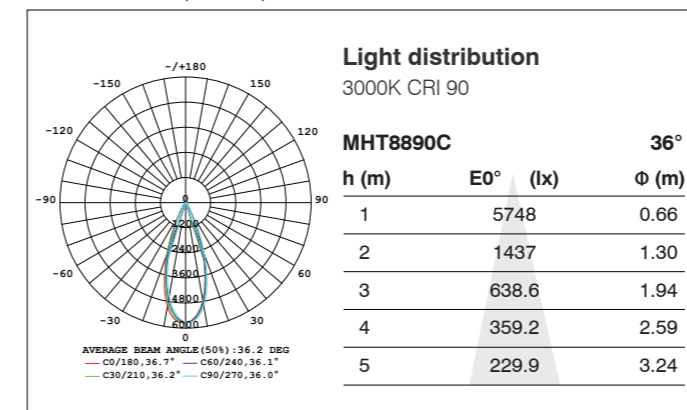 -/+180
-150
150
-120
120
-90
90
-60
60
-30
30
0
0
1200
2400
3600
4800
6000
AVERAGE BEAM ANGLE(50%):36.2 DEG
C0/180,36.7° C60/240,36.1°
C30/210,36.2° C90/270,36.0°
Light distribution
3000K CRI 90
MHT8890C 36°
h (m) E0° (lx) Φ (m)
1 5748 0.66
2 1437 1.30
3 638.6 1.94
4 359.2 2.59
5 229.9 3.24